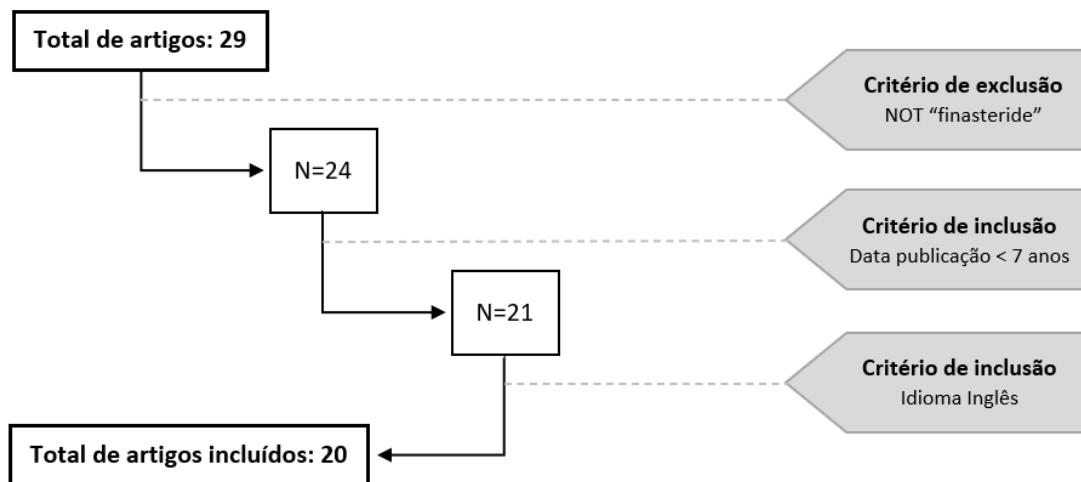 Total de artigos: 29
Critério de exclusão
NOT “finasteride”
N=24
Critério de inclusão
Data publicação < 7 anos
N=21
Critério de inclusão
Idioma Inglês
Total de artigos incluídos: 20